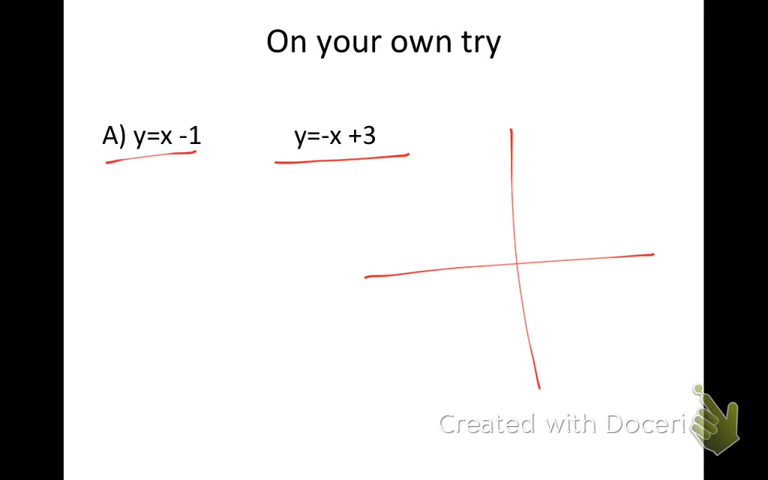 On your own try
A) y=x -1 y=-x +3
Created with Doceri